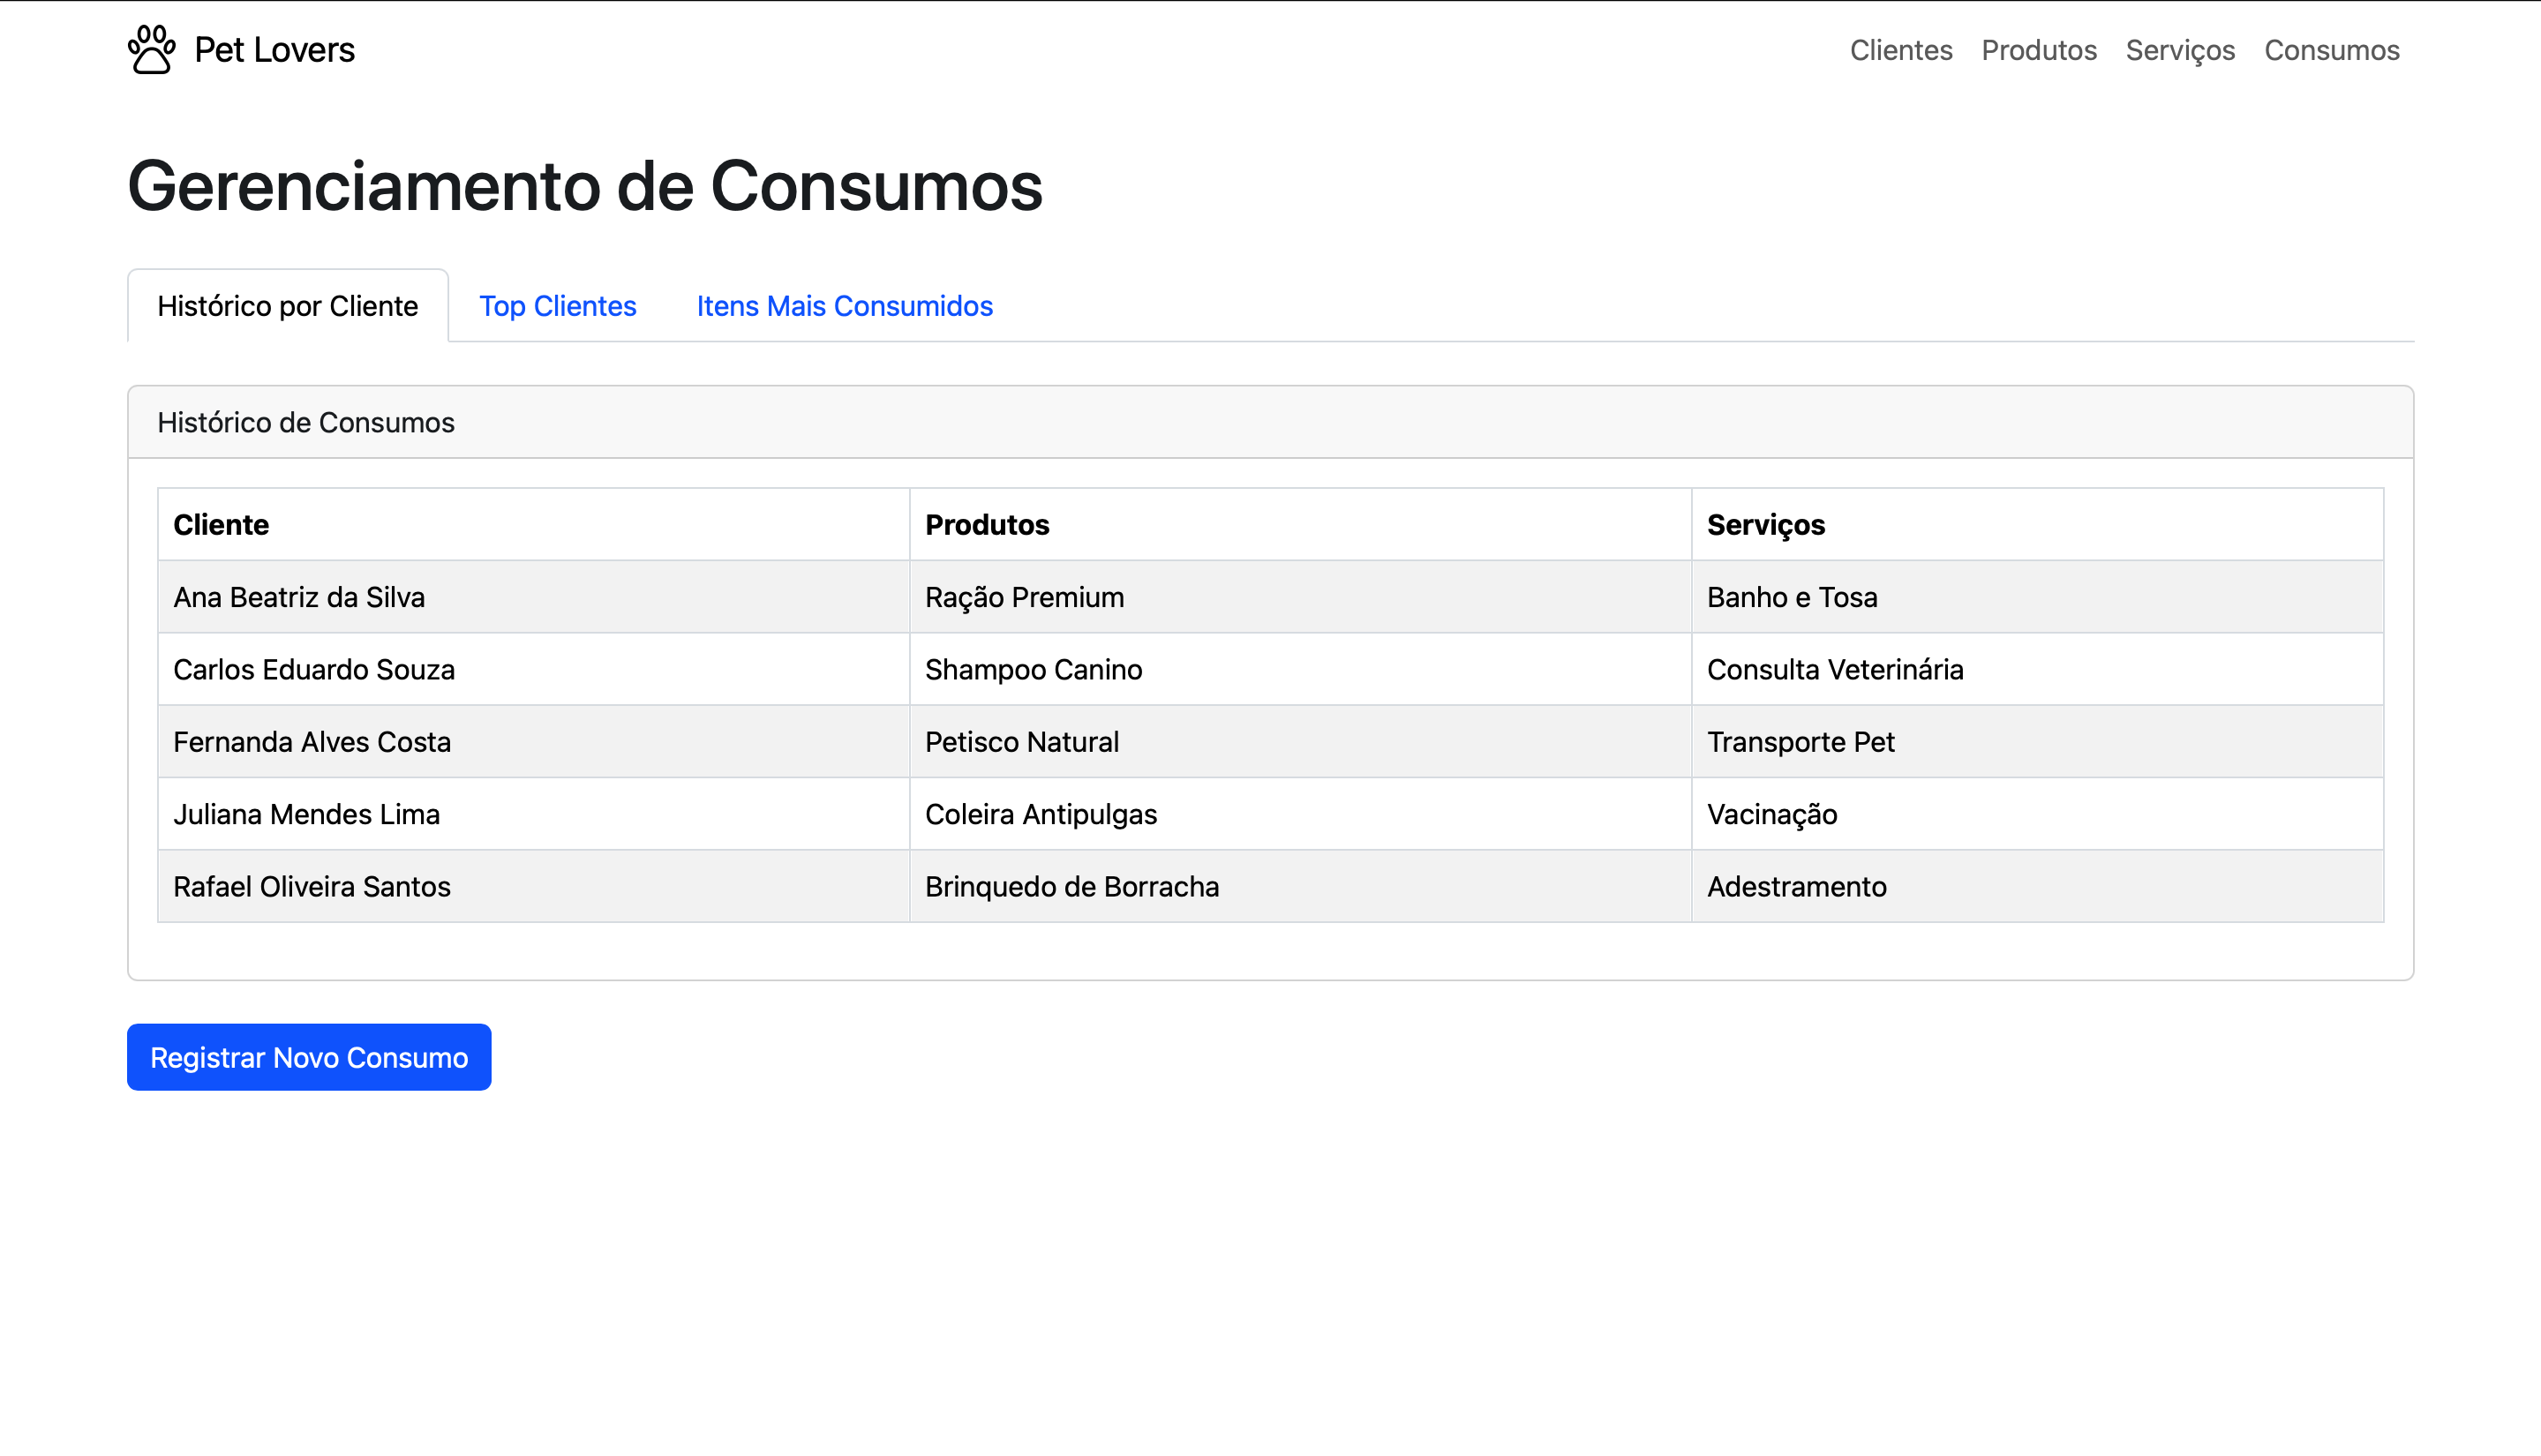 Pet Lovers
Clientes Produtos Serviços Consumos
Gerenciamento de Consumos
Histórico por Cliente Top Clientes Itens Mais Consumidos
Histórico de Consumos
Cliente Produtos Serviços
Ana Beatriz da Silva Ração Premium Banho e Tosa
Carlos Eduardo Souza Shampoo Canino Consulta Veterinária
Fernanda Alves Costa Petisco Natural Transporte Pet
Juliana Mendes Lima Coleira Antipulgas Vacinação
Rafael Oliveira Santos Brinquedo de Borracha Adestramento
Registrar Novo Consumo